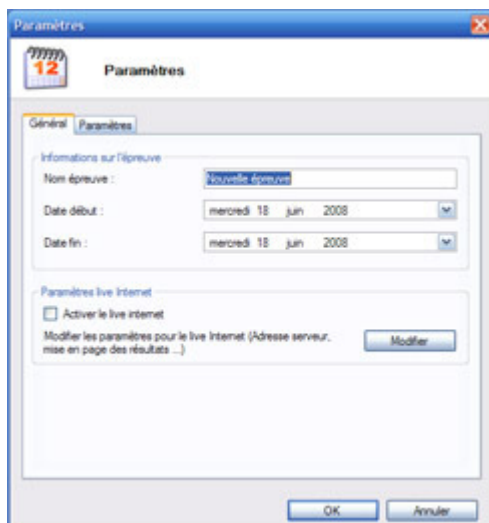 Paramètres
12
Paramètres
Général Paramètres
Informations sur l'épreuve
Nom épreuve : Nouvelle épreuve
Date début : mercredi 18 juin 2008
Date fin : mercredi 18 juin 2008
Paramètres live Internet
Activer le live internet
Modifier les paramètres pour le live Internet (Adresse serveur,
mise en page des résultats ...) Modifier
OK Annuler